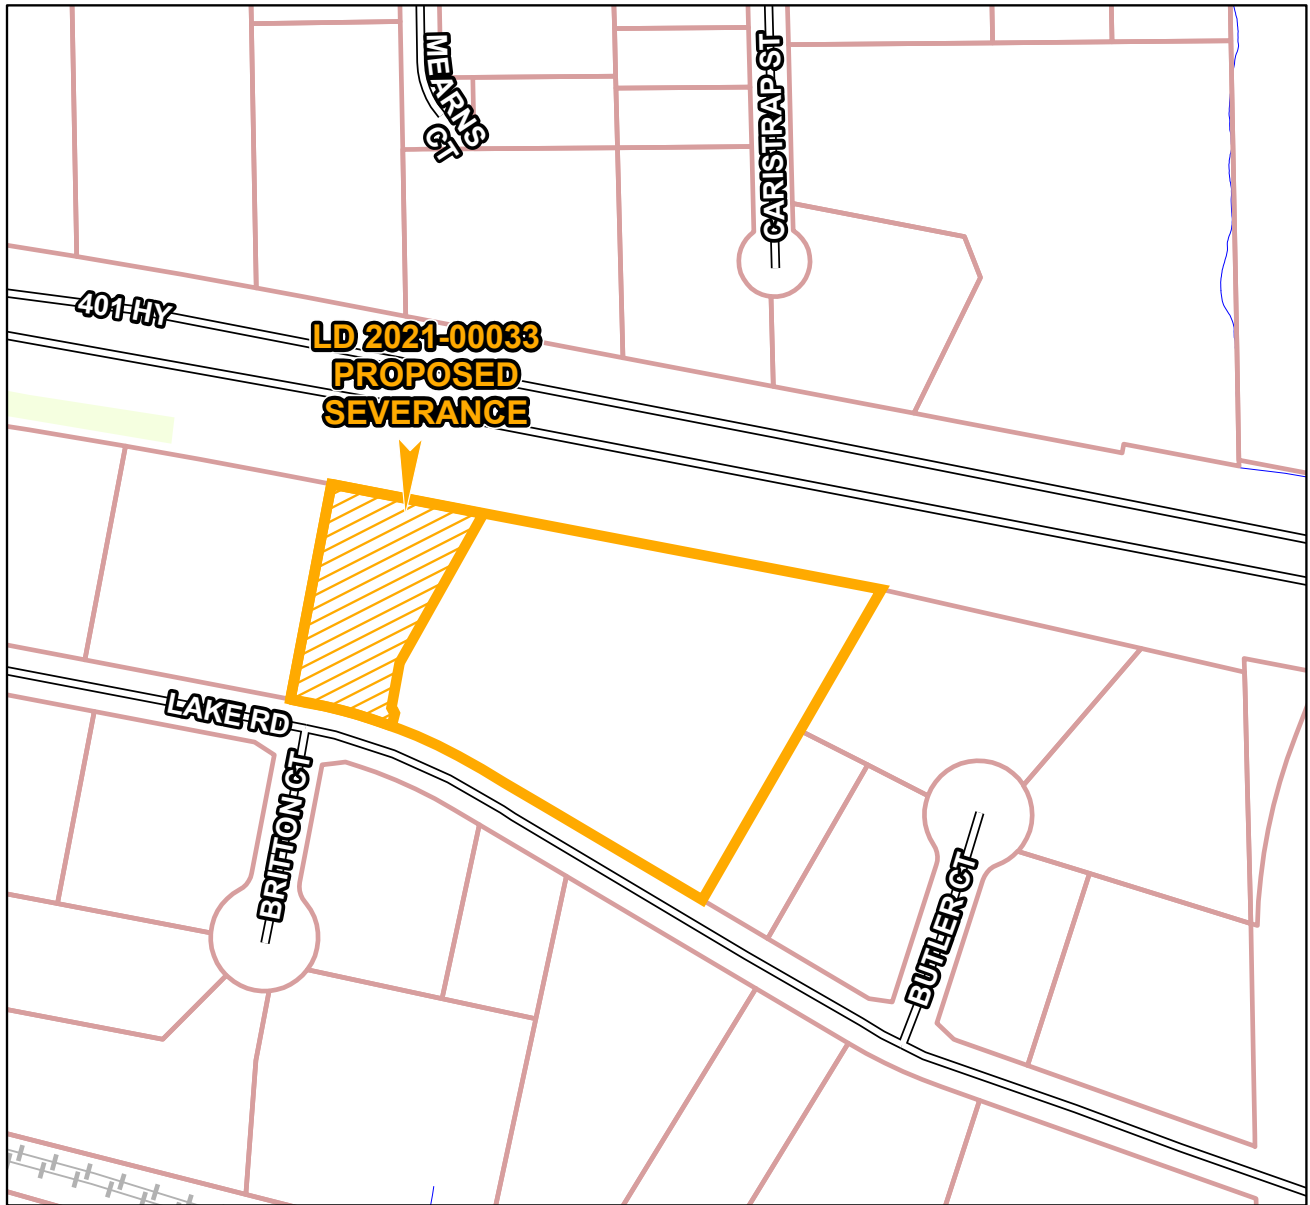 MEARNS
CT
CARISTRAP ST
401 HY
LD 2021-00033
PROPOSED
SEVERANCE
LAKE RD
BRITTON CT
BUTLER CT